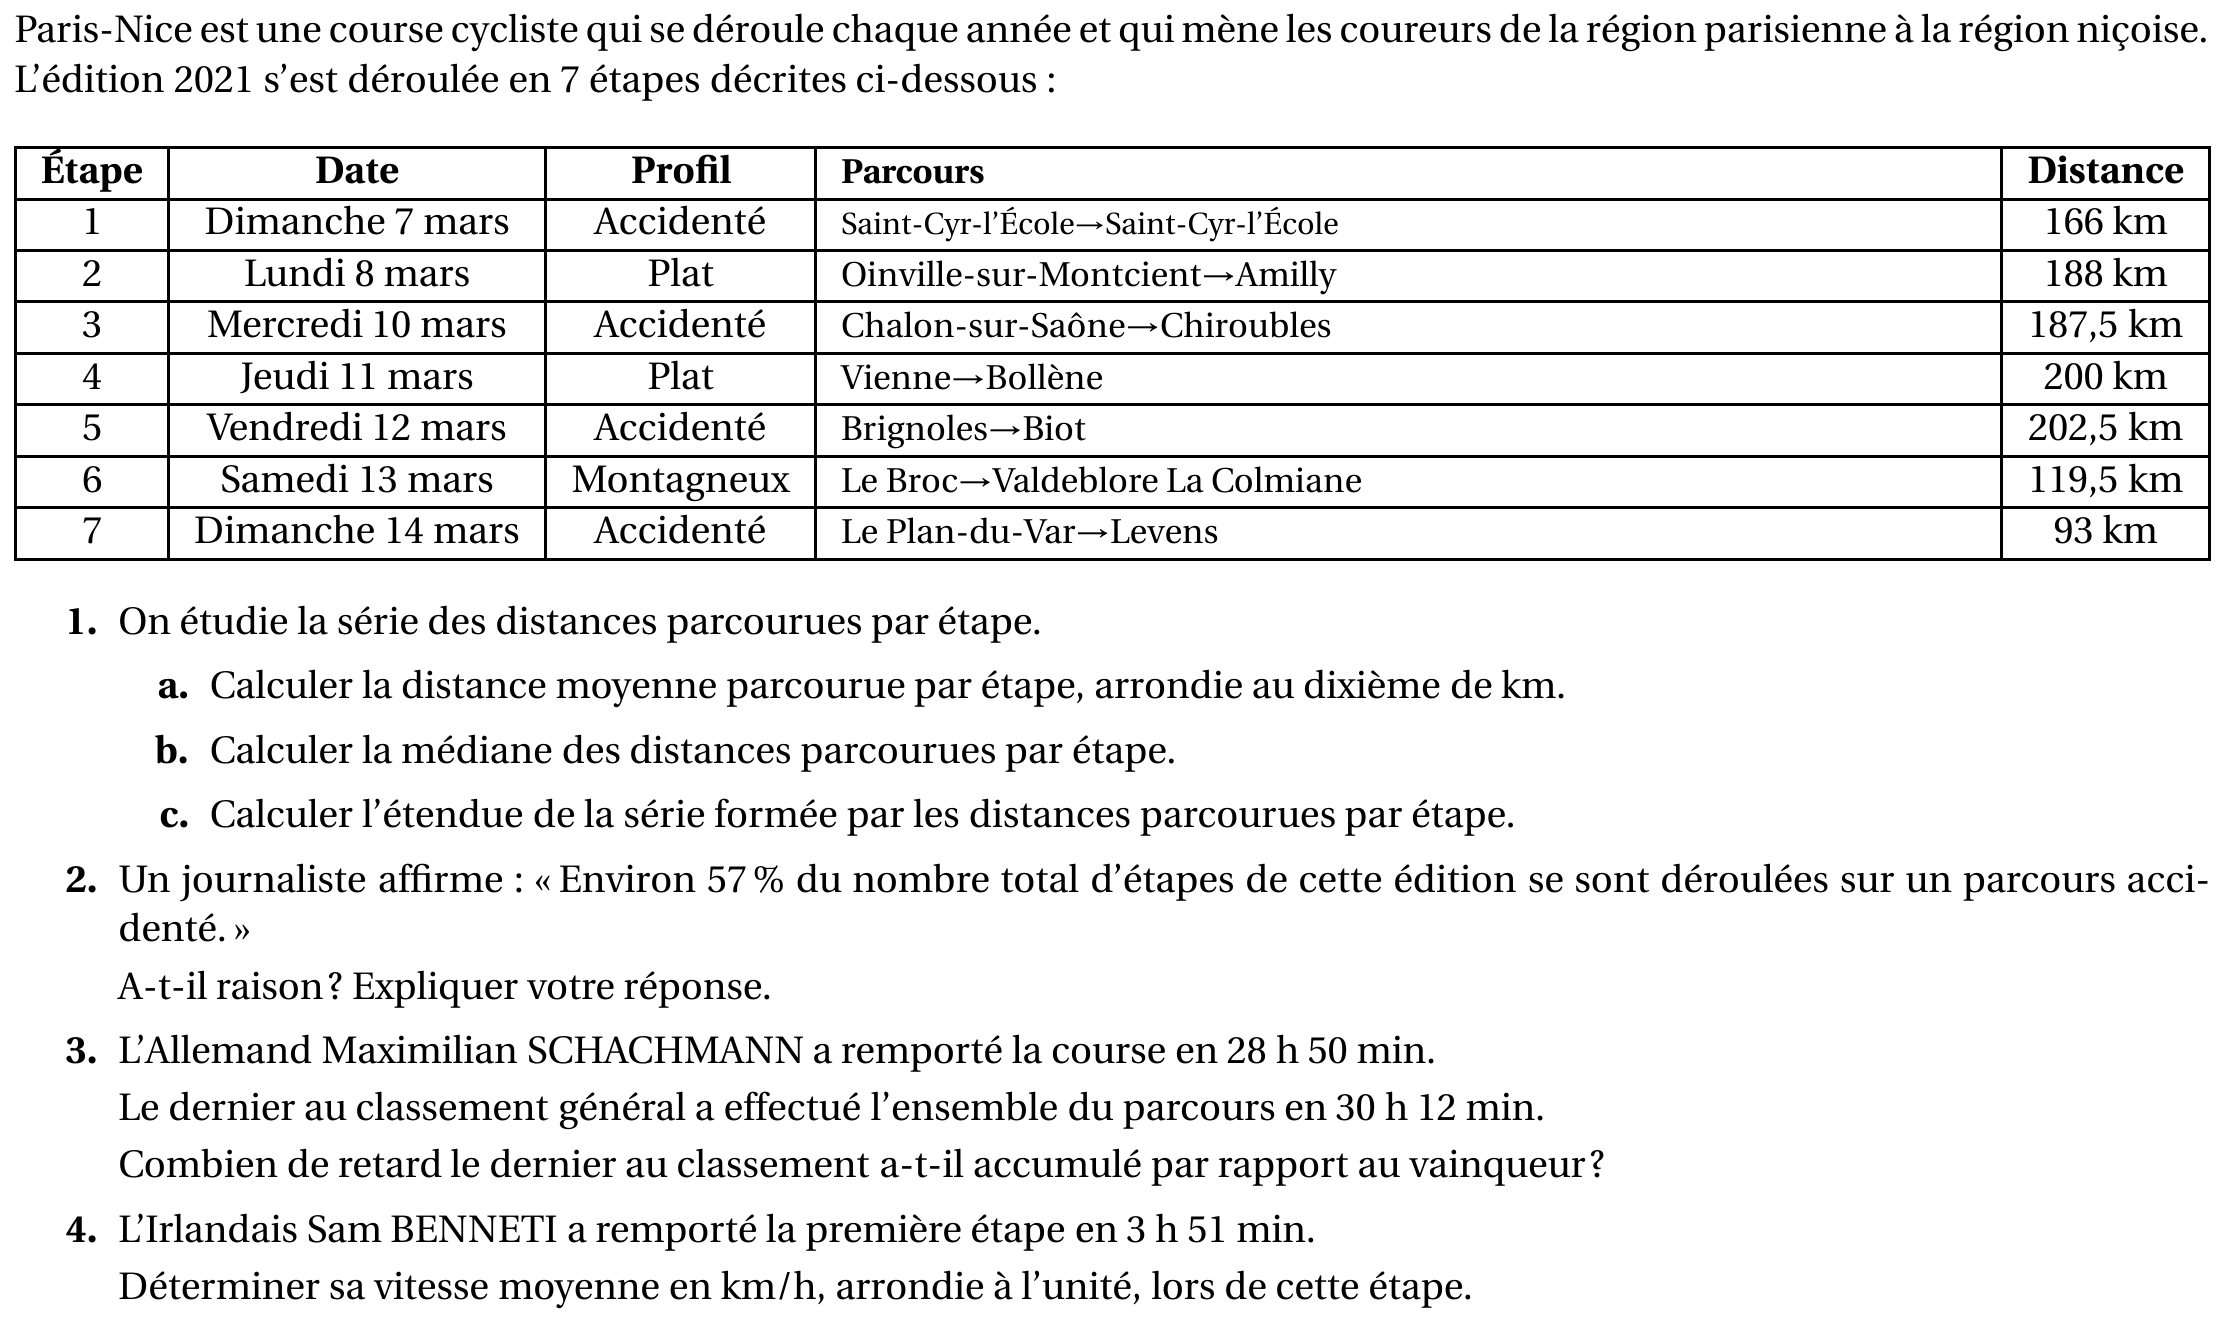 Paris-Nice est une course cycliste qui se déroule chaque année et qui mène les coureurs de la région parisienne à la région niçoise.
L’édition 2021 s’est déroulée en 7 étapes décrites ci-dessous :
Étape Date Profil Parcours Distance
1 Dimanche 7 mars Accidenté Saint-Cyr-l’École→Saint-Cyr-l’École 166 km
2 Lundi 8 mars Plat Oinville-sur-Montcient→Amilly 188 km
3 Mercredi 10 mars Accidenté Chalon-sur-Saône→Chiroubles 187,5 km
4 Jeudi 11 mars Plat Vienne→Bollène 200 km
5 Vendredi 12 mars Accidenté Brignoles→Biot 202,5 km
6 Samedi 13 mars Montagneux Le Broc→Valdeblore La Colmiane 119,5 km
7 Dimanche 14 mars Accidenté Le Plan-du-Var→Levens 93 km
1. On étudie la série des distances parcourues par étape.
a. Calculer la distance moyenne parcourue par étape, arrondie au dixième de km.
b. Calculer la médiane des distances parcourues par étape.
c. Calculer l’étendue de la série formée par les distances parcourues par étape.
2. Un journaliste affirme : « Environ 57 % du nombre total d’étapes de cette édition se sont déroulées sur un parcours acci-
denté. »
A-t-il raison ? Expliquer votre réponse.
3. L’Allemand Maximilian SCHACHMANN a remporté la course en 28 h 50 min.
Le dernier au classement général a effectué l’ensemble du parcours en 30 h 12 min.
Combien de retard le dernier au classement a-t-il accumulé par rapport au vainqueur ?
4. L’Irlandais Sam BENNETI a remporté la première étape en 3 h 51 min.
Déterminer sa vitesse moyenne en km/h, arrondie à l’unité, lors de cette étape.